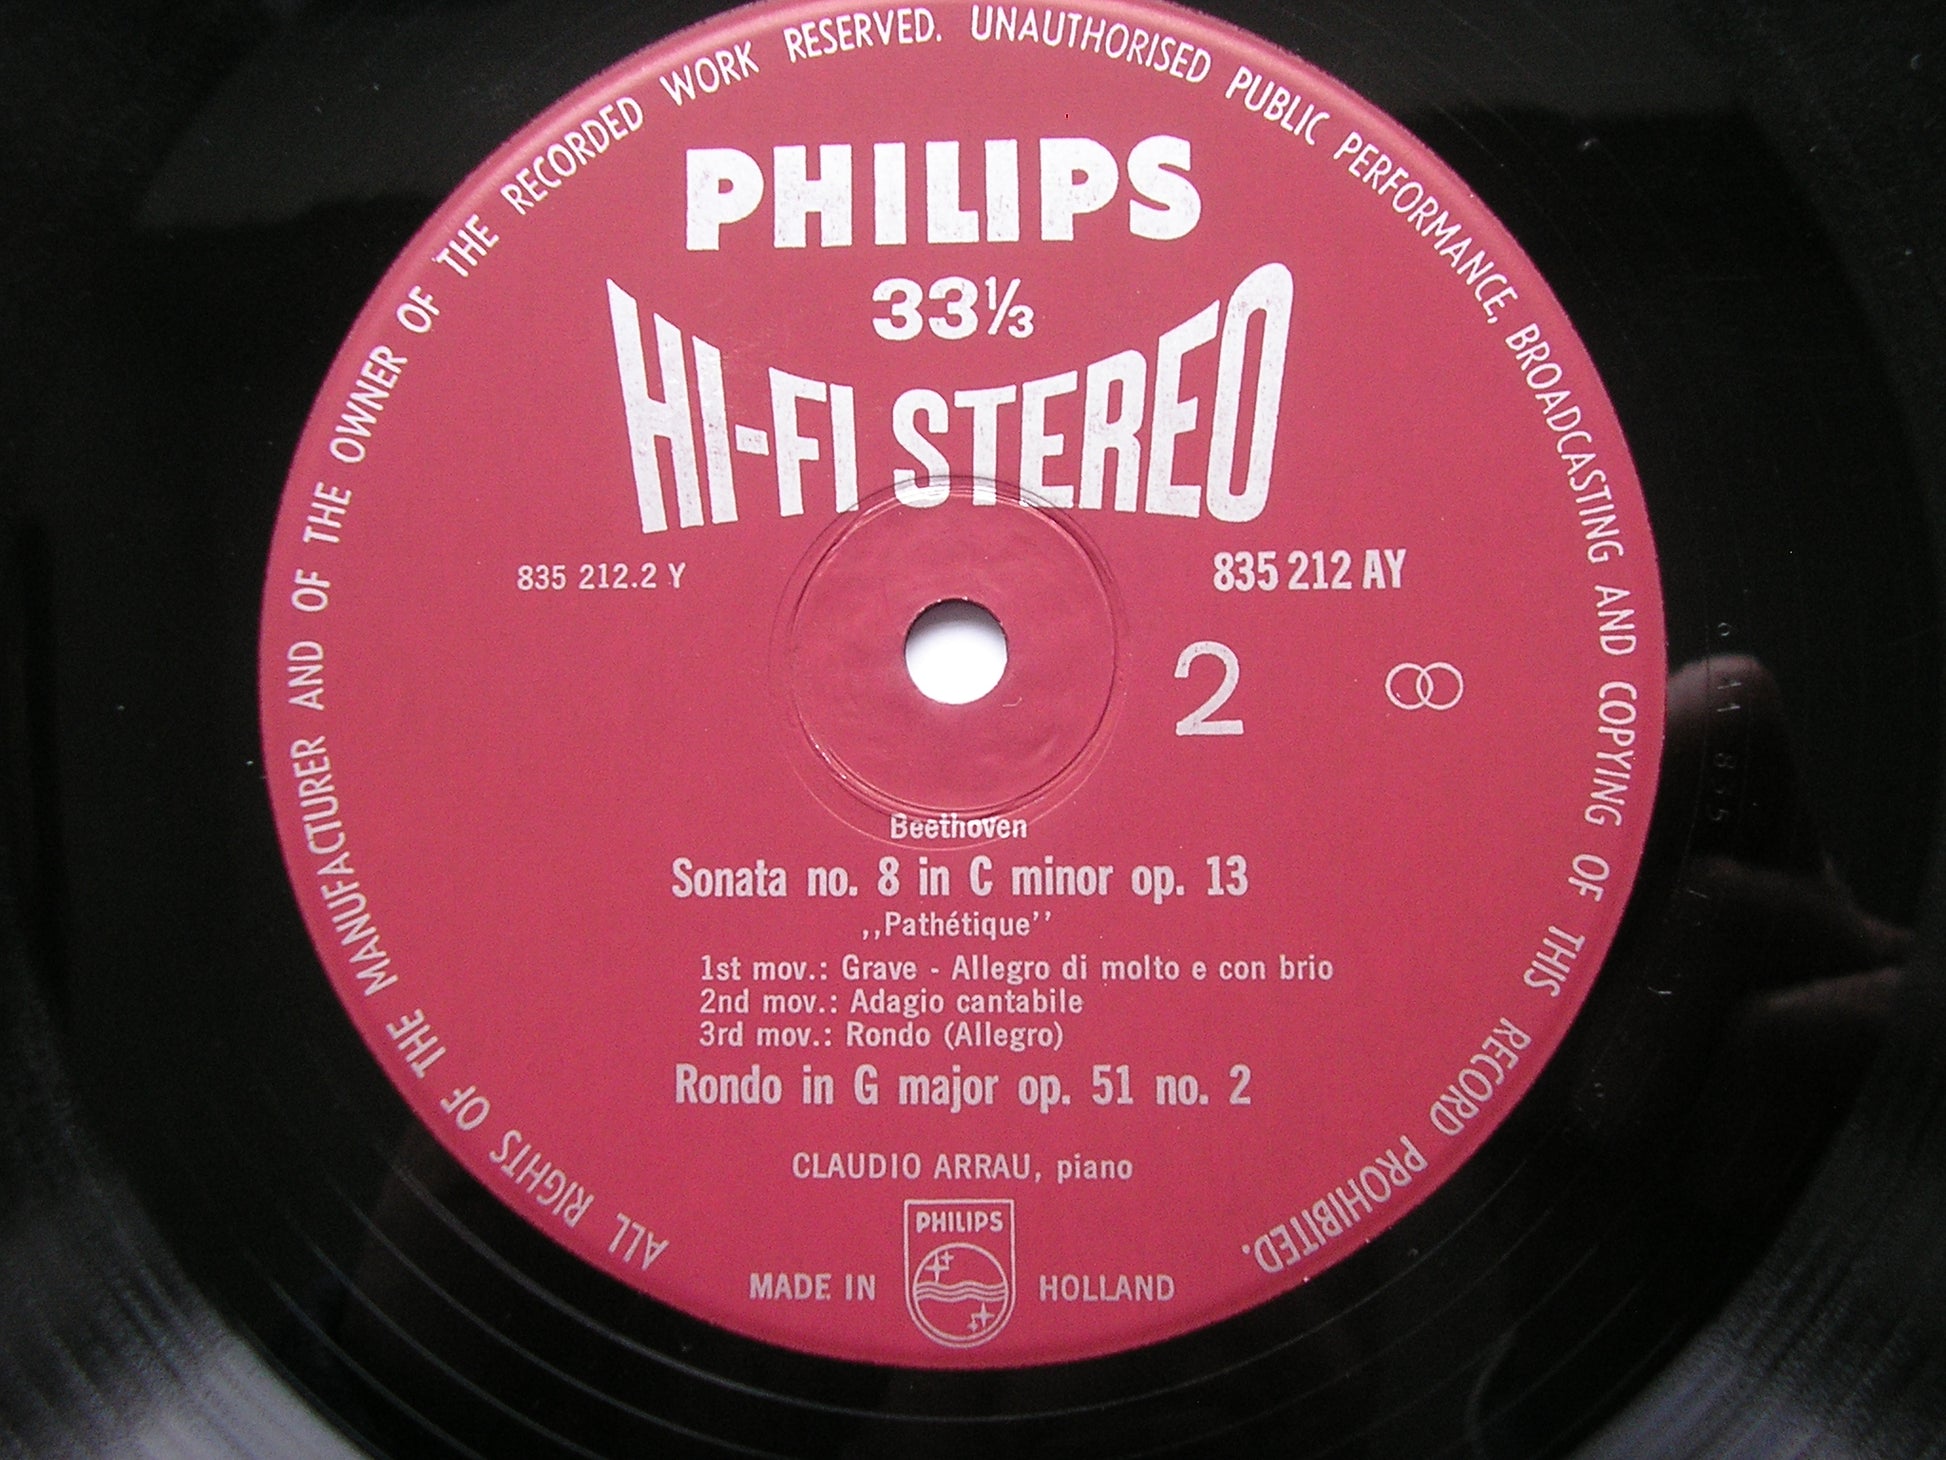 ALL RIGHTS OF THE MANUFACTURER AND OF THE OWNER OF THE RECORDED WORK RESERVED. UNAUTHORISED PUBLIC PERFORMANCE, BROADCASTING AND COPYING OF THIS RECORD PROHIBITED.
PHILIPS
33⅓
HI-FI STEREO
835 212.2 Y
835 212 AY
2
Beethoven
Sonata no. 8 in C minor op. 13
,,Pathétique’’
1st mov.: Grave - Allegro di molto e con brio
2nd mov.: Adagio cantabile
3rd mov.: Rondo (Allegro)
Rondo in G major op. 51 no. 2
CLAUDIO ARRAU, piano
PHILIPS
MADE IN HOLLAND